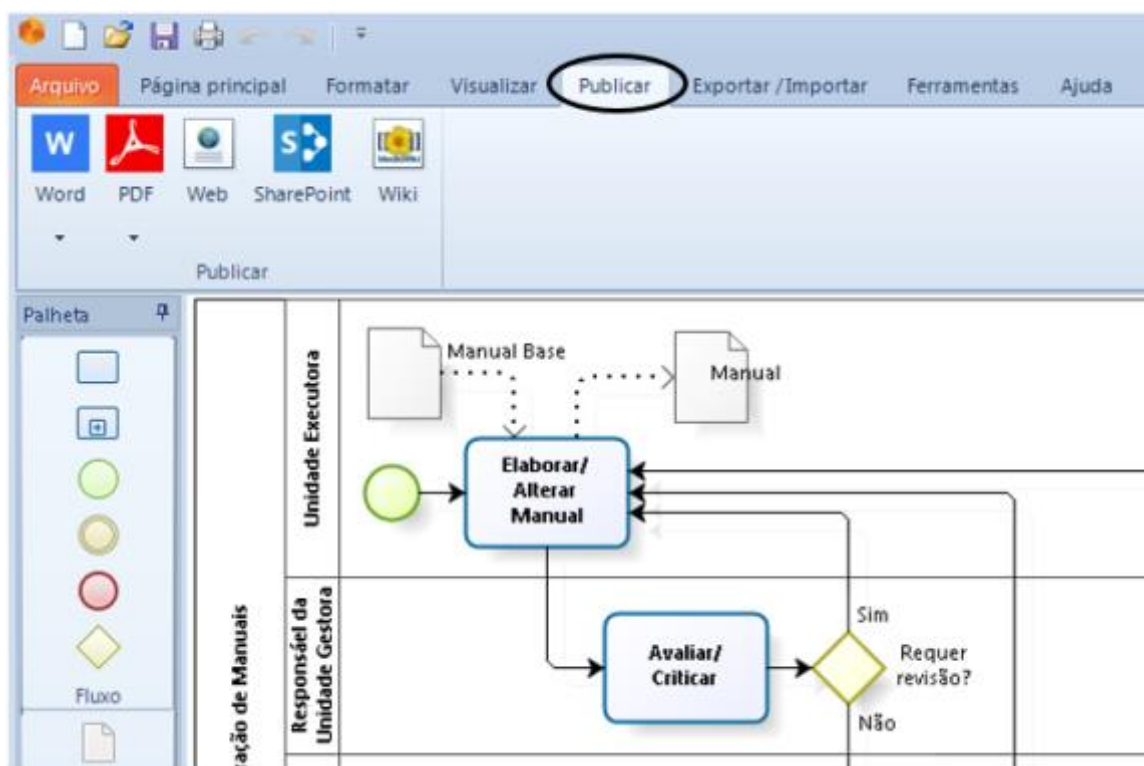 Arquivo Página principal Formatar Visualizar Publicar Exportar /Importar Ferramentas Ajuda
W S
Word PDF Web SharePoint Wiki
Publicar
Palheta
Fluxo
ração de Manuais
Unidade Executora
Manual Base
Manual
Elaborar/
Alterar
Manual
Responsáel da
Unidade Gestora
Avaliar/
Criticar
Sim
Requer
revisão?
Não